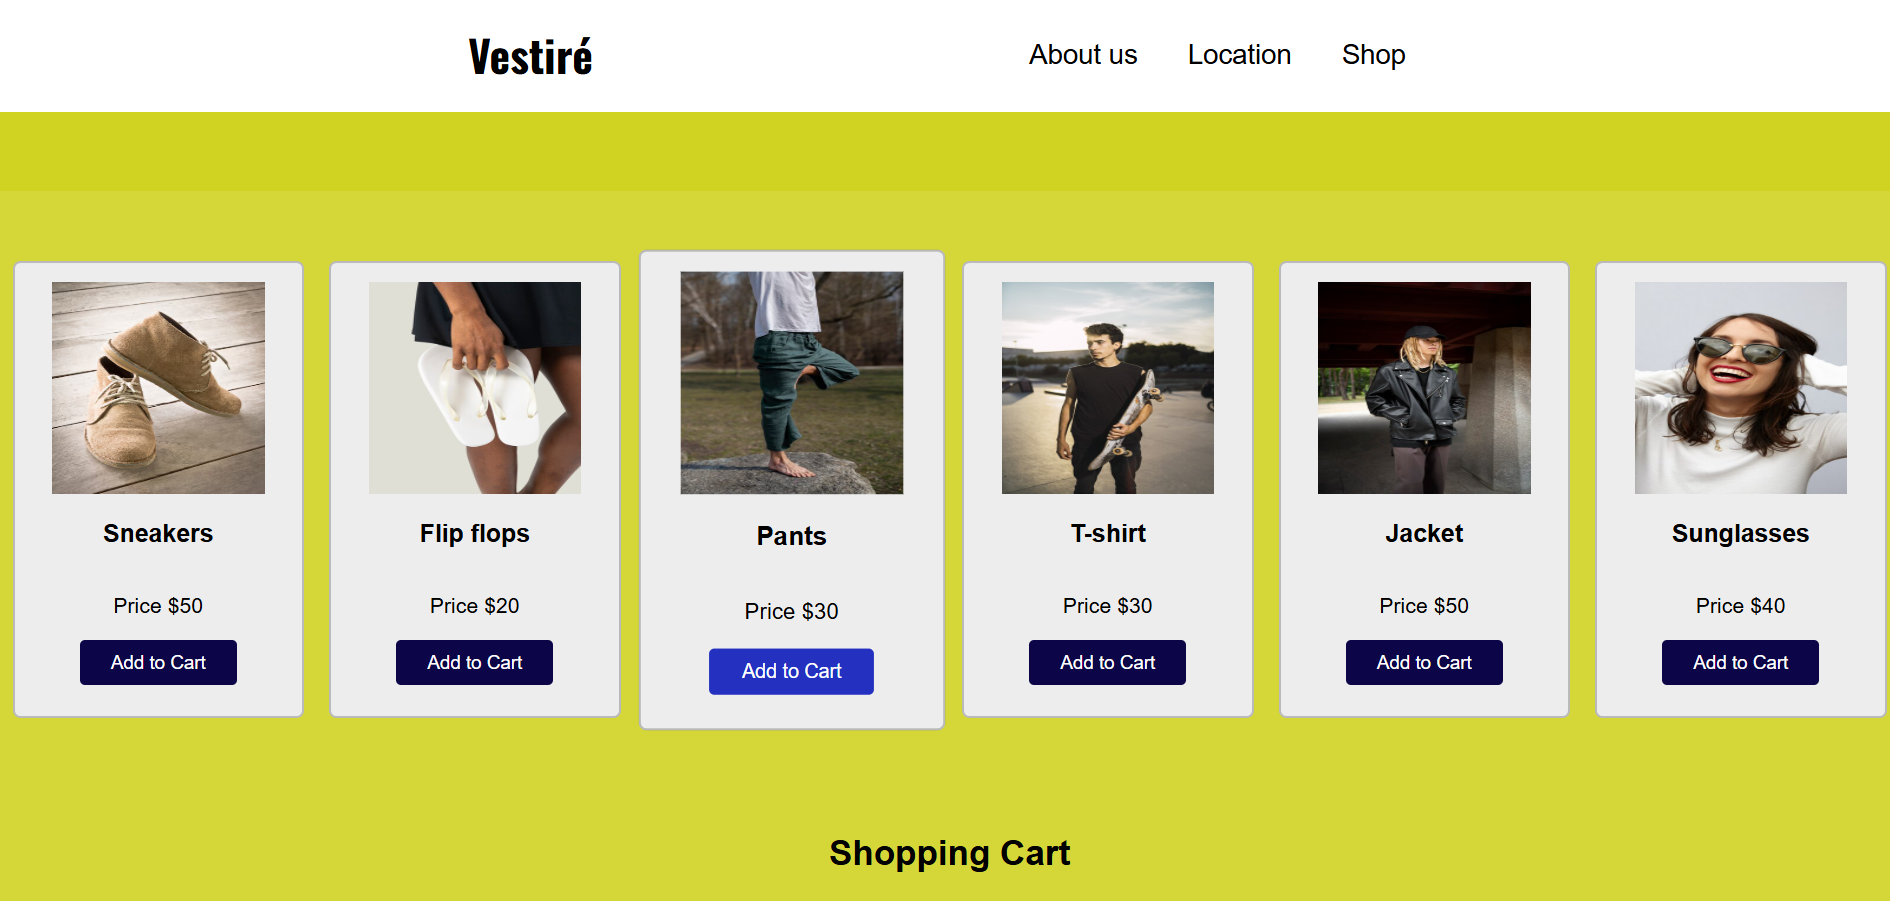 Vestiré
About us Location Shop
Sneakers
Price $50
Add to Cart
Flip flops
Price $20
Add to Cart
Pants
Price $30
Add to Cart
T-shirt
Price $30
Add to Cart
Jacket
Price $50
Add to Cart
Sunglasses
Price $40
Add to Cart
Shopping Cart